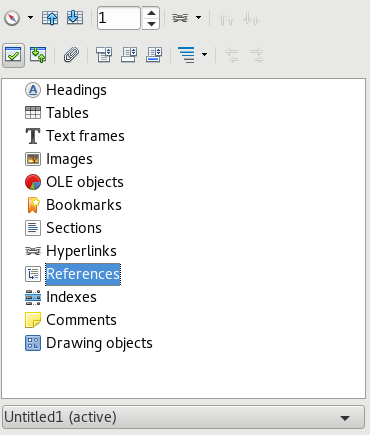 1
Headings
Tables
Text frames
Images
OLE objects
Bookmarks
Sections
Hyperlinks
References
Indexes
Comments
Drawing objects
Untitled1 (active)